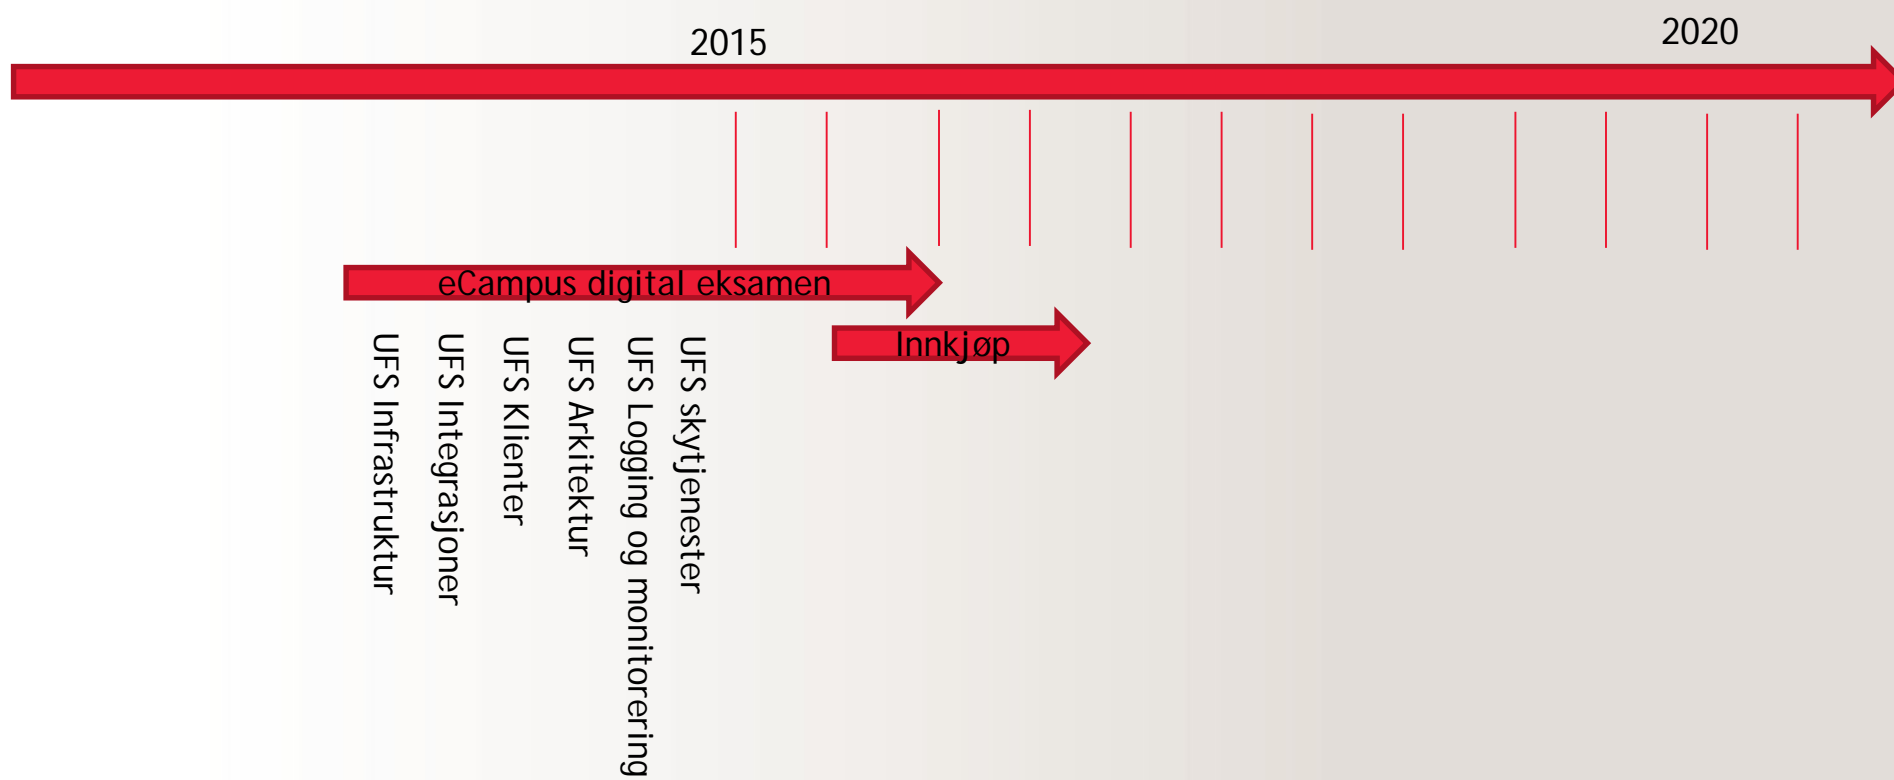 2015
2020
eCampus digital eksamen
Innkjøp
UFS Infrastruktur
UFS Integrasjoner
UFS Klienter
UFS Arkitektur
UFS Logging og monitorering
UFS skytjenester